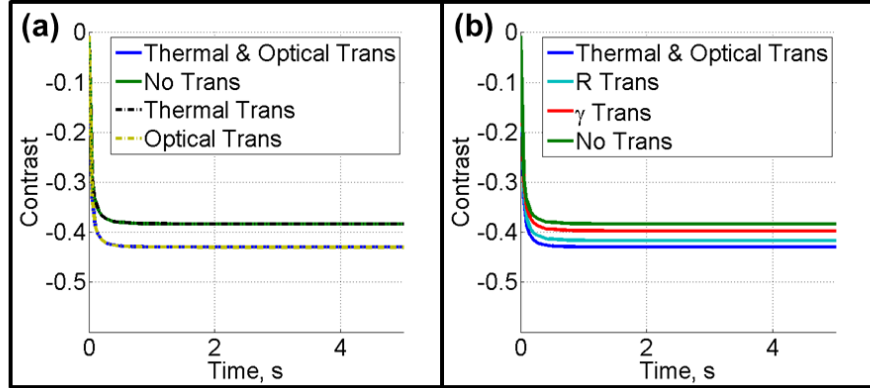 (a)
0
-0.1
-0.2
-0.3
-0.4
-0.5
Contrast
Thermal & Optical Trans
No Trans
Thermal Trans
Optical Trans
0
2
4
Time, s
(b)
0
-0.1
-0.2
-0.3
-0.4
-0.5
Contrast
Thermal & Optical Trans
R Trans
γ Trans
No Trans
0
2
4
Time, s